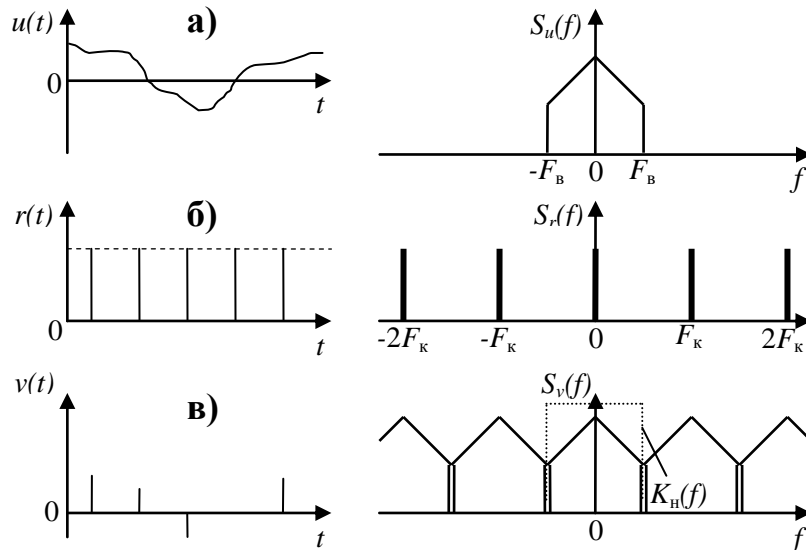 u(t) а) S_u(f)
0
t -F_в 0 F_в f
r(t) б) S_r(f)
0
t -2F_к -F_к 0 F_к 2F_к
v(t) в) S_v(f)
K_н(f)
0
t 0 f